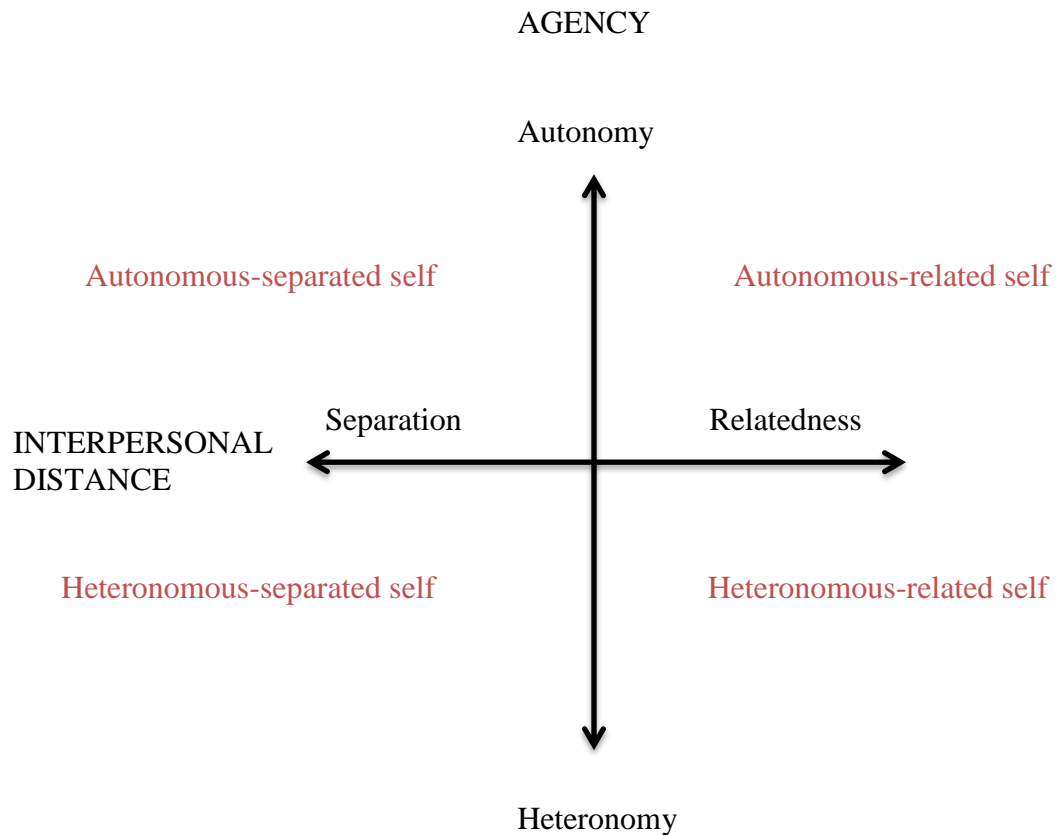 AGENCY
Autonomy
Autonomous-separated self
Autonomous-related self
Separation
Relatedness
INTERPERSONAL
DISTANCE
Heteronomous-separated self
Heteronomous-related self
Heteronomy